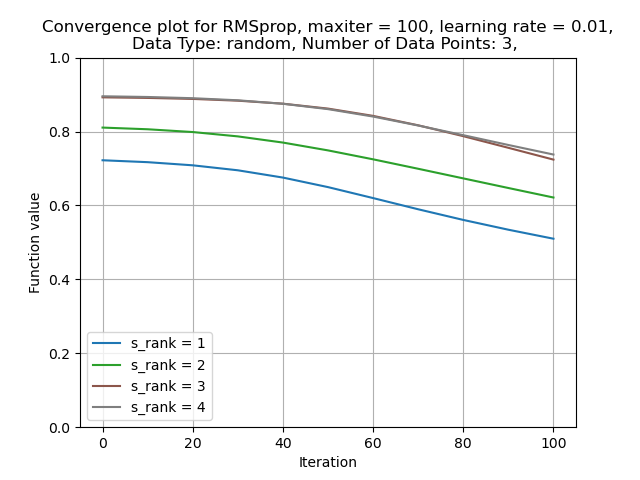 Convergence plot for RMSprop, maxiter = 100, learning rate = 0.01,
Data Type: random, Number of Data Points: 3,
1.0
0.8
0.6
0.4
0.2
0.0
Function value
s_rank = 1
s_rank = 2
s_rank = 3
s_rank = 4
0 20 40 60 80 100
Iteration